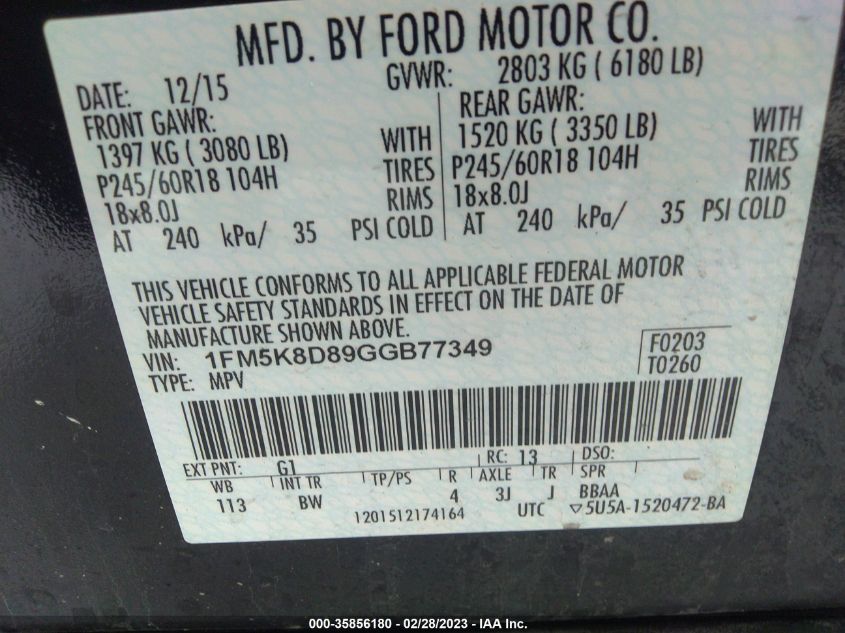 MFD. BY FORD MOTOR CO.
DATE: 12/15 GVWR: 2803 KG ( 6180 LB)
FRONT GAWR: REAR GAWR:
1397 KG ( 3080 LB) WITH 1520 KG ( 3350 LB) WITH
P245/60R18 104H TIRES P245/60R18 104H TIRES
18x8.0J RIMS 18x8.0J RIMS
AT 240 kPa/ 35 PSI COLD AT 240 kPa/ 35 PSI COLD
THIS VEHICLE CONFORMS TO ALL APPLICABLE FEDERAL MOTOR
VEHICLE SAFETY STANDARDS IN EFFECT ON THE DATE OF
MANUFACTURE SHOWN ABOVE.
VIN: 1FM5K8D89GGB77349 F0203
TYPE: MPV T0260
EXT PNT: G1 RC: 13 DSO:
WB INT TR TP/PS R AXLE TR SPR
113 BW 4 3J J BBAA
1201512174164 UTC ▽5U5A-1520472-BA
000-35856180 - 02/28/2023 - IAA Inc.